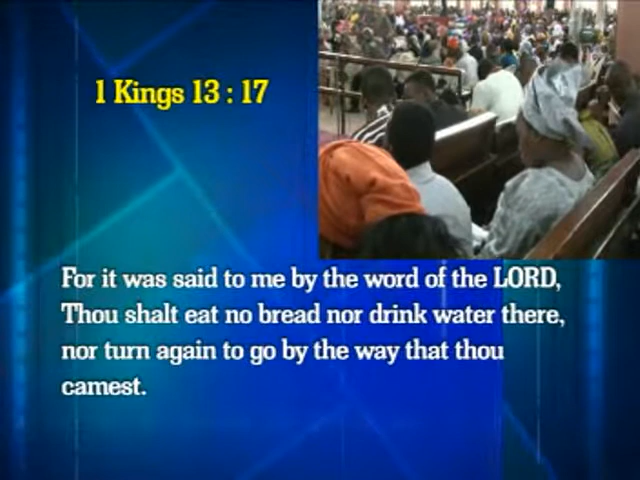 1 Kings 13 : 17
For it was said to me by the word of the LORD,
Thou shalt eat no bread nor drink water there,
nor turn again to go by the way that thou
camest.